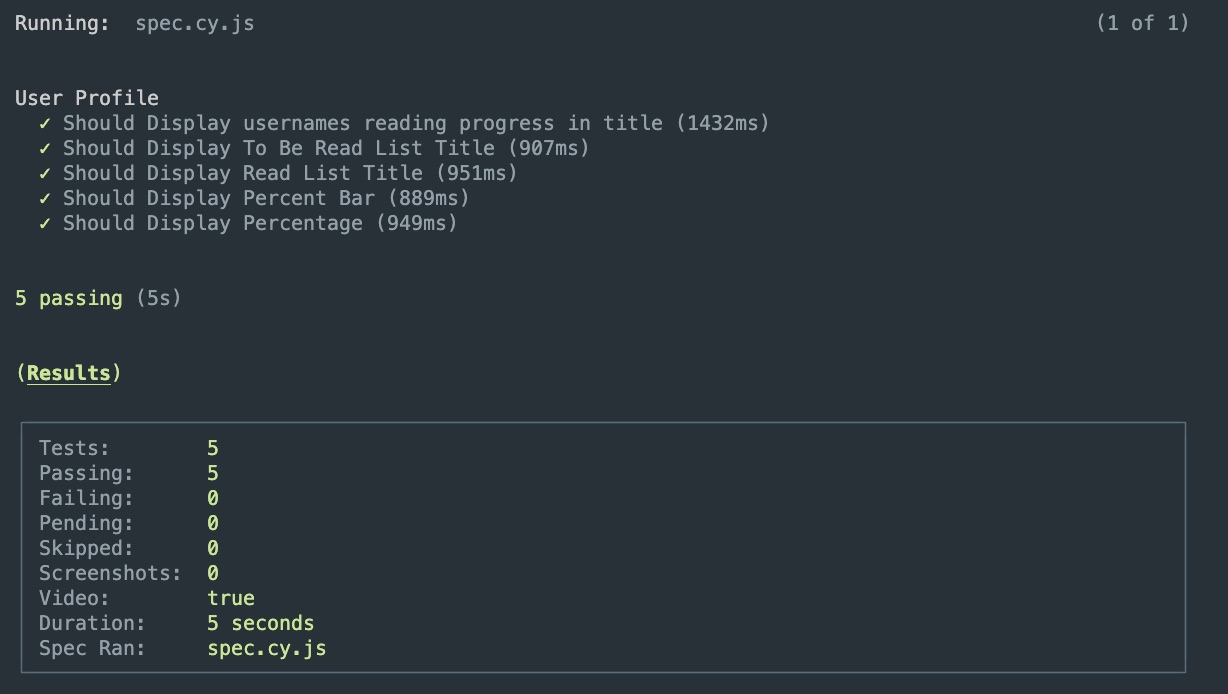 Running: spec.cy.js (1 of 1)
User Profile
✓ Should Display usernames reading progress in title (1432ms)
✓ Should Display To Be Read List Title (907ms)
✓ Should Display Read List Title (951ms)
✓ Should Display Percent Bar (889ms)
✓ Should Display Percentage (949ms)
5 passing (5s)
(Results)
Tests: 5
Passing: 5
Failing: 0
Pending: 0
Skipped: 0
Screenshots: 0
Video: true
Duration: 5 seconds
Spec Ran: spec.cy.js